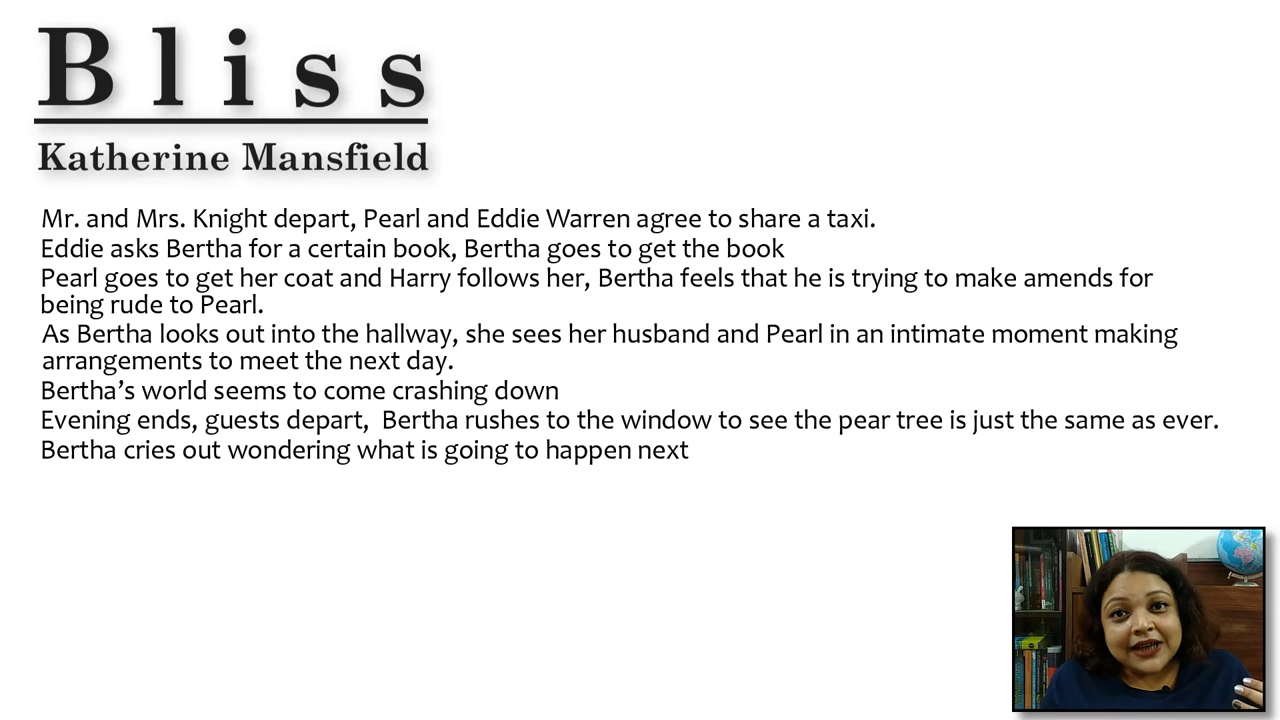 Bliss
Katherine Mansfield
Mr. and Mrs. Knight depart, Pearl and Eddie Warren agree to share a taxi.
Eddie asks Bertha for a certain book, Bertha goes to get the book
Pearl goes to get her coat and Harry follows her, Bertha feels that he is trying to make amends for
being rude to Pearl.
As Bertha looks out into the hallway, she sees her husband and Pearl in an intimate moment making
arrangements to meet the next day.
Bertha’s world seems to come crashing down
Evening ends, guests depart,  Bertha rushes to the window to see the pear tree is just the same as ever.
Bertha cries out wondering what is going to happen next